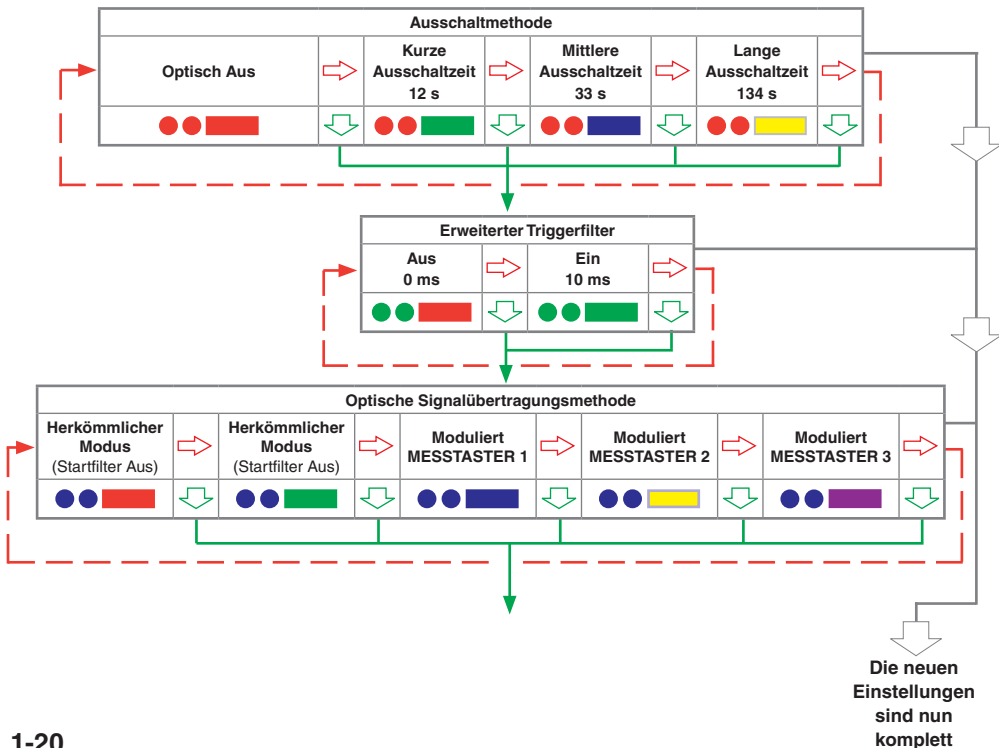 Ausschaltmethode
Optisch Aus
Kurze
Ausschaltzeit
12 s
Mittlere
Ausschaltzeit
33 s
Lange
Ausschaltzeit
134 s
Erweiterter Triggerfilter
Aus
0 ms
Ein
10 ms
Optische Signalübertragungsmethode
Herkömmlicher
Modus
(Startfilter Aus)
Herkömmlicher
Modus
(Startfilter Aus)
Moduliert
MESSTASTER 1
Moduliert
MESSTASTER 2
Moduliert
MESSTASTER 3
Die neuen
Einstellungen
sind nun
komplett
1-20